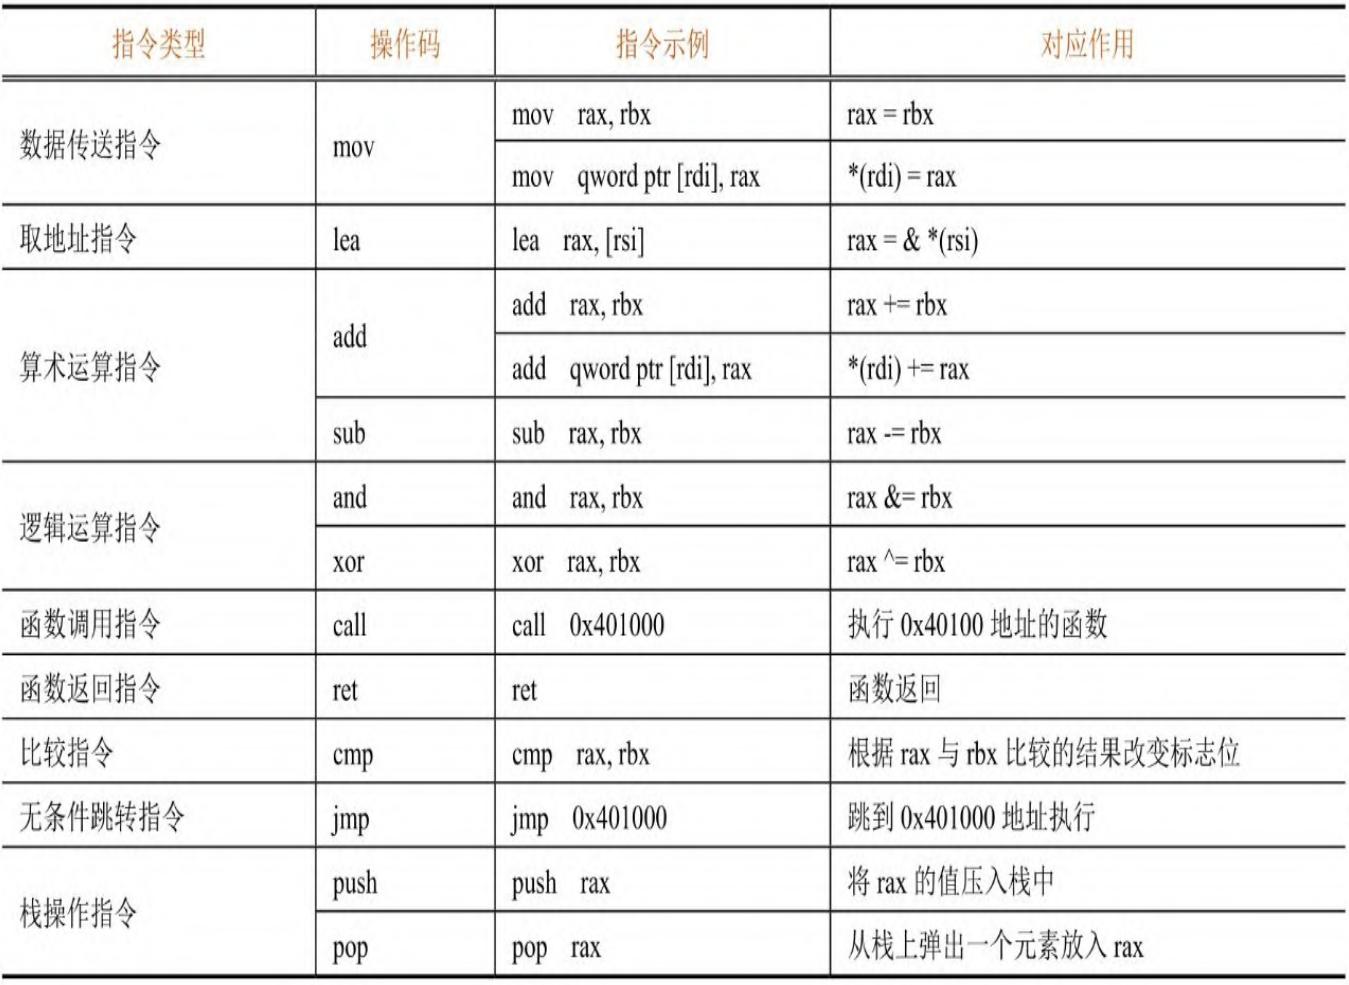 指令类型 操作码 指令示例 对应作用
数据传送指令 mov mov rax, rbx rax = rbx
mov qword ptr [rdi], rax *(rdi) = rax
取地址指令 lea lea rax, [rsi] rax = & *(rsi)
算术运算指令 add add rax, rbx rax += rbx
add qword ptr [rdi], rax *(rdi) += rax
sub sub rax, rbx rax -= rbx
逻辑运算指令 and and rax, rbx rax &= rbx
xor xor rax, rbx rax ^= rbx
函数调用指令 call call 0x401000 执行 0x40100 地址的函数
函数返回指令 ret ret 函数返回
比较指令 cmp cmp rax, rbx 根据 rax 与 rbx 比较的结果改变标志位
无条件跳转指令 jmp jmp 0x401000 跳到 0x401000 地址执行
栈操作指令 push push rax 将 rax 的值压入栈中
pop pop rax 从栈上弹出一个元素放入 rax